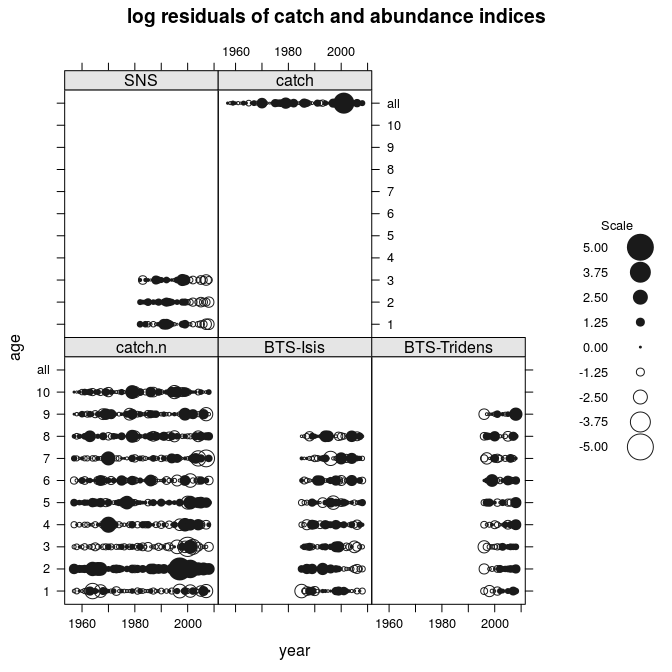 log residuals of catch and abundance indices
1960 1980 2000
SNS catch
all
10
9
8
7
6
5
4
3
2
1
catch.n BTS-Isis BTS-Tridens
all
10
9
8
7
6
5
4
3
2
1
1960 1980 2000 1960 1980 2000
year
age
Scale
5.00
3.75
2.50
1.25
0.00
-1.25
-2.50
-3.75
-5.00